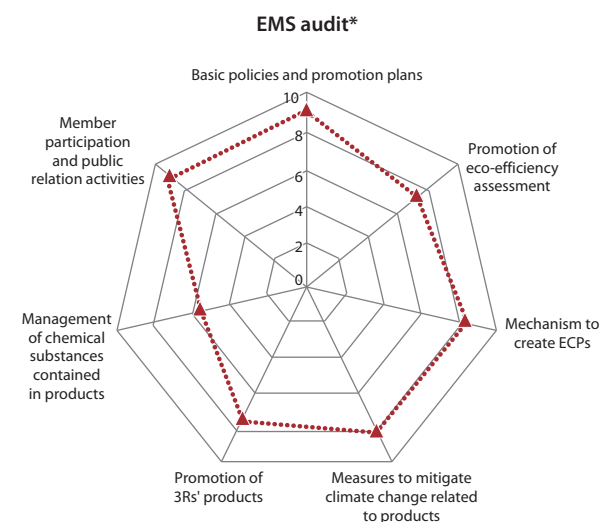 EMS audit*
Basic policies and promotion plans
10
8
6
4
2
0
Promotion of
eco-efficiency
assessment
Mechanism to
create ECPs
Measures to mitigate
climate change related
to products
Promotion of
3Rs' products
Management
of chemical
substances
contained
in products
Member
participation
and public
relation activities